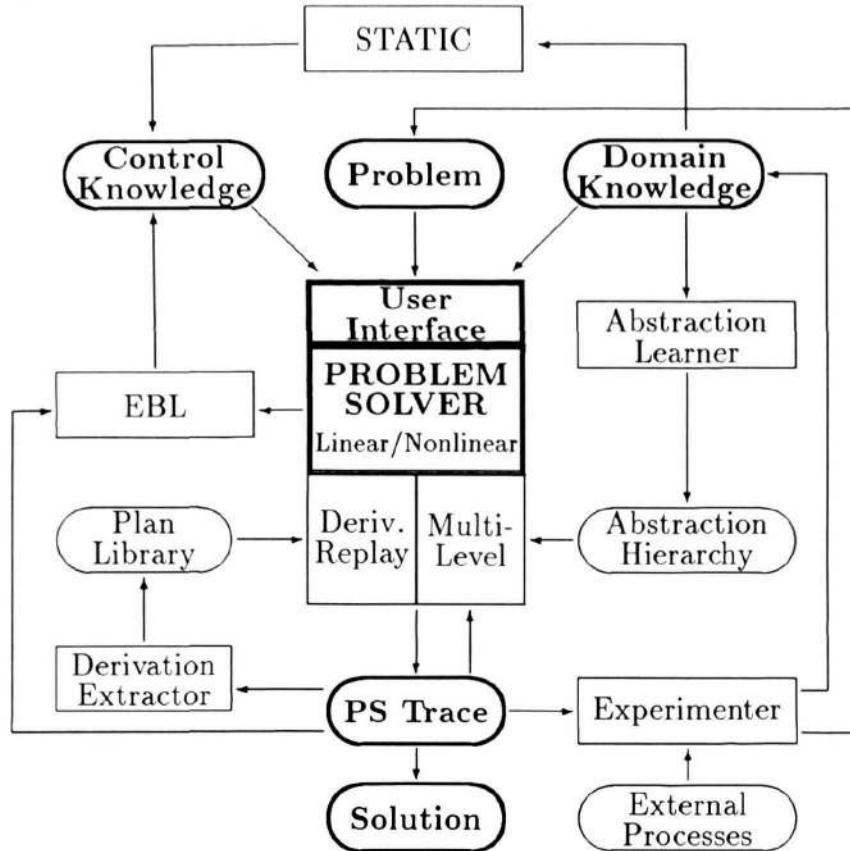 STATIC
Control
Knowledge
Problem
Domain
Knowledge
User
Interface
Abstraction
Learner
PROBLEM
SOLVER
Linear/Nonlinear
EBL
Plan
Library
Deriv.
Replay
Multi-
Level
Abstraction
Hierarchy
Derivation
Extractor
PS Trace
Experimenter
Solution
External
Processes